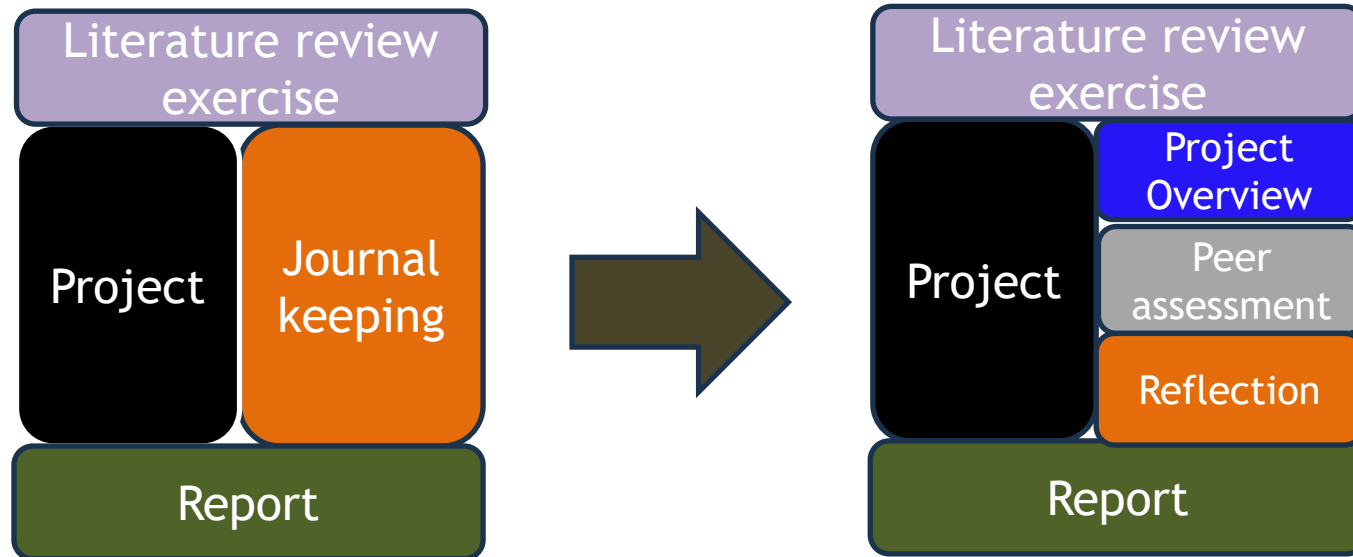 Literature review
exercise
Project
Journal
keeping
Report
Literature review
exercise
Project
Project
Overview
Peer
assessment
Reflection
Report